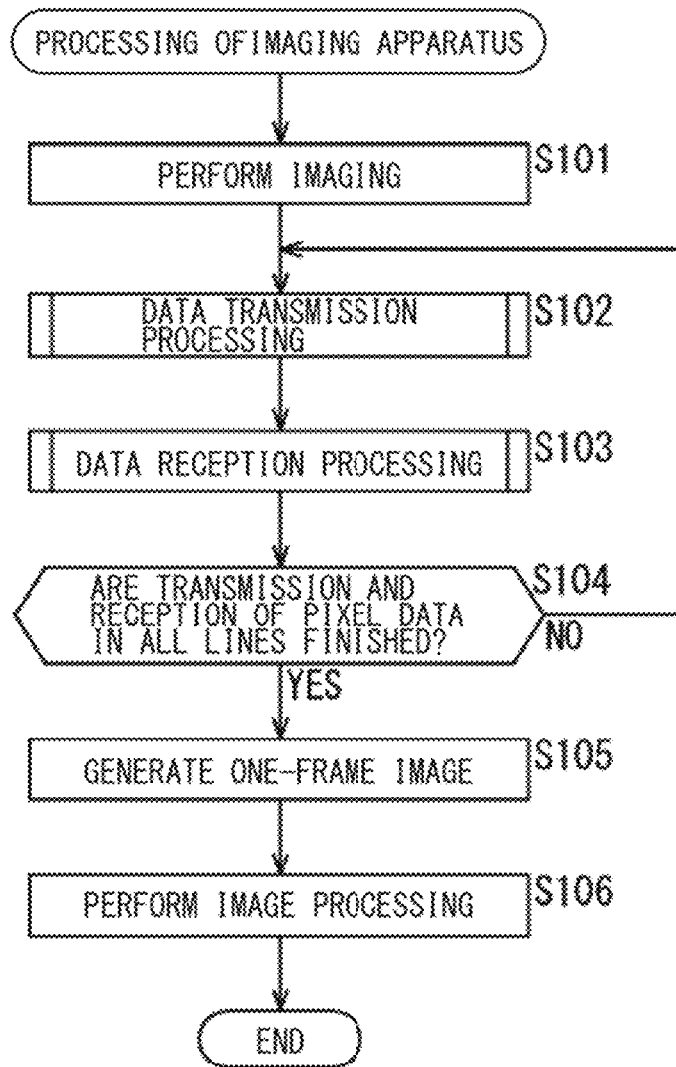 PROCESSING OFIMAGING APPARATUS
PERFORM IMAGING
S101
DATA TRANSMISSION
PROCESSING
S102
DATA RECEPTION PROCESSING
S103
ARE TRANSMISSION AND
RECEPTION OF PIXEL DATA
IN ALL LINES FINISHED?
S104
NO
YES
GENERATE ONE-FRAME IMAGE
S105
PERFORM IMAGE PROCESSING
S106
END